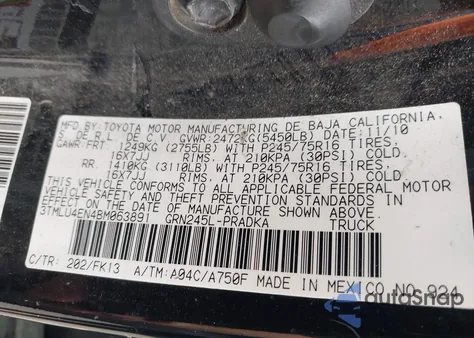 MFD. BY TOYOTA MOTOR MANUFACTURING DE BAJA CALIFORNIA,
S. DE R.L. DE C.V. GVWR:2472KG(5450LB) DATE:11/10
GAWR:FRT. 1249KG (2755LB) WITH P245/75R16 TIRES,
16X7JJ RIMS, AT 210KPA (30PSI) COLD.
RR. 1410KG (3110LB) WITH P245/75R16 TIRES,
16X7JJ RIMS, AT 210KPA (30PSI) COLD.
THIS VEHICLE CONFORMS TO ALL APPLICABLE FEDERAL MOTOR
VEHICLE SAFETY AND THEFT PREVENTION STANDARDS IN
EFFECT ON THE DATE OF MANUFACTURE SHOWN ABOVE.
3TMLU4EN4BM063891 GRN245L-PRADKA TRUCK
C/TR: 202/FK13 A/TM:A04C/A750F MADE IN MEXICO NO.924
autoSnap